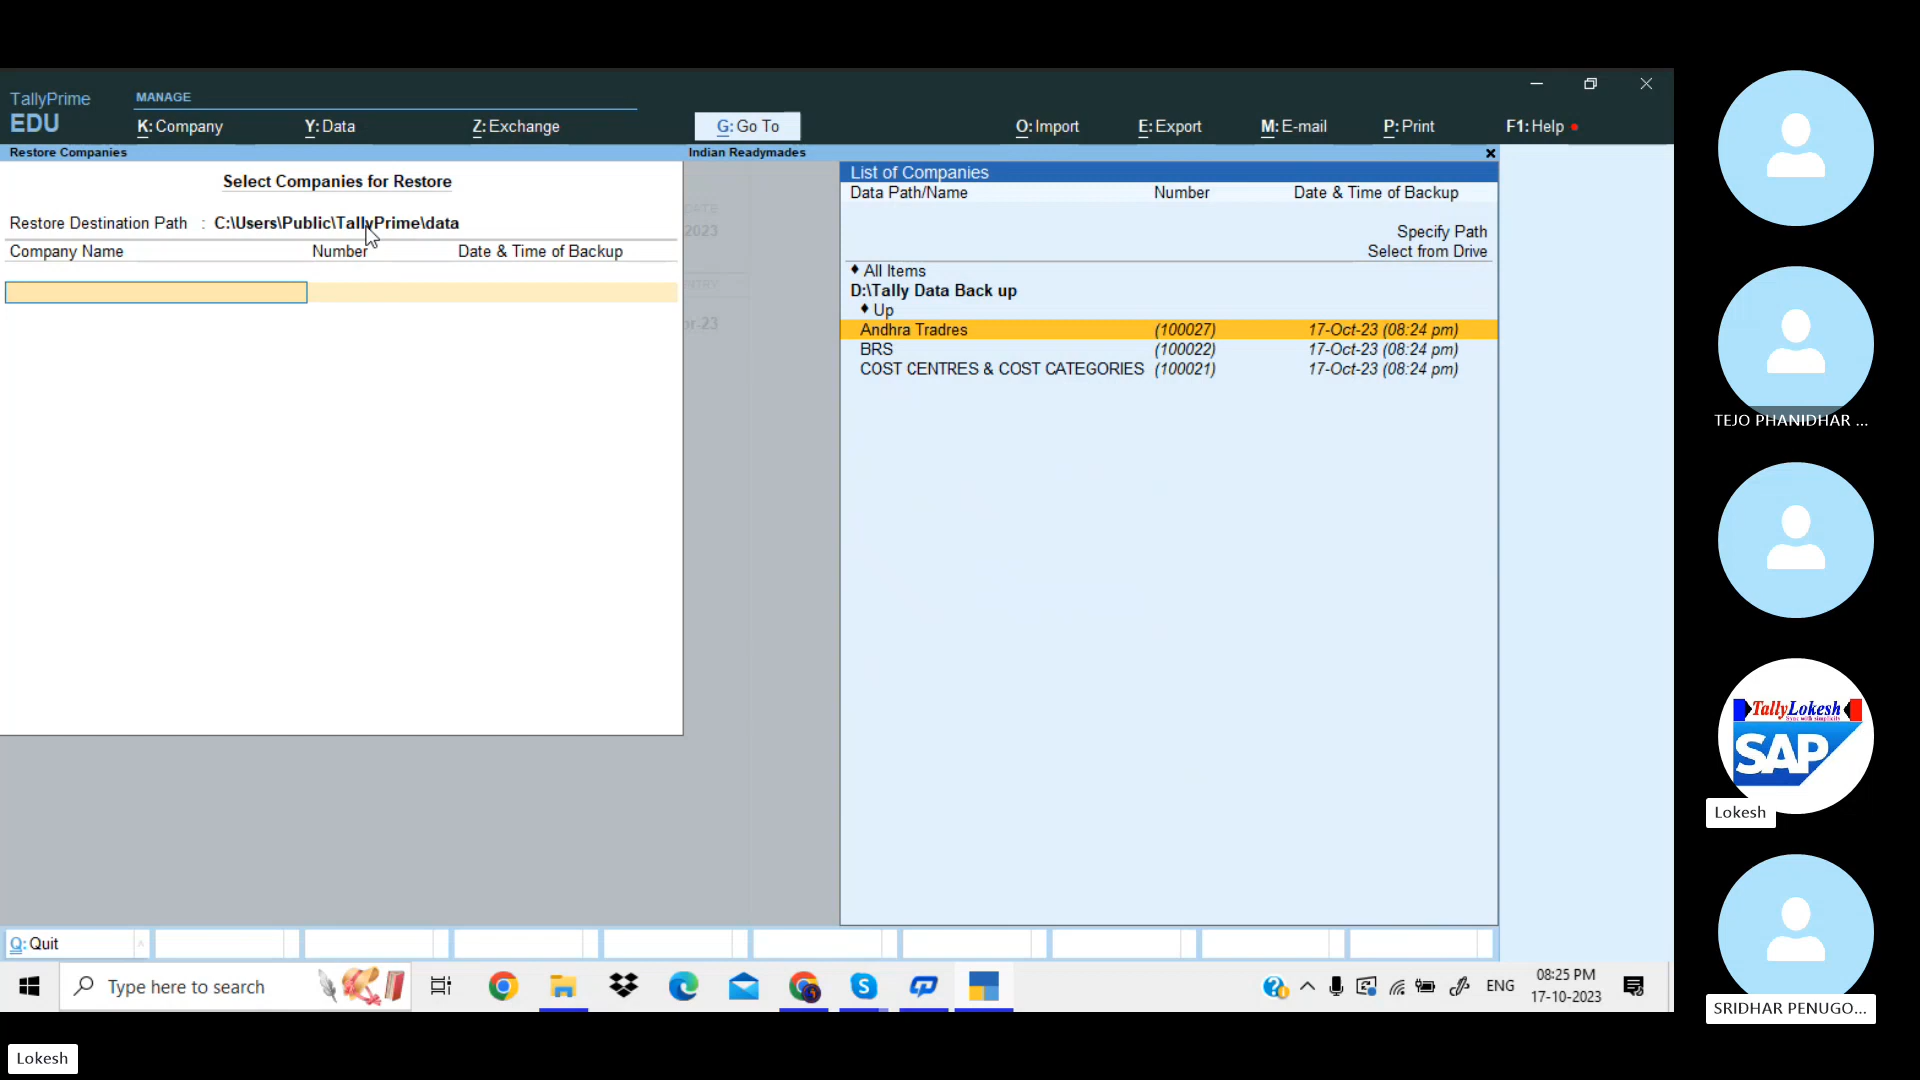 TallyPrime
EDU
MANAGE
K: Company
Y: Data
Z: Exchange
G: Go To
O: Import
E: Export
M: E-mail
P: Print
F1: Help
Restore Companies
Indian Readymades
Select Companies for Restore
Restore Destination Path : C:\Users\Public\TallyPrime\data
Company Name Number Date & Time of Backup
DATE
2023
List of Companies
Data Path/Name Number Date & Time of Backup
Specify Path
Select from Drive
♦ All Items
D:\Tally Data Back up
♦ Up
Andhra Tradres (100027) 17-Oct-23 (08:24 pm)
BRS (100022) 17-Oct-23 (08:24 pm)
COST CENTRES & COST CATEGORIES (100021) 17-Oct-23 (08:24 pm)
Q: Quit
Type here to search
ENG
08:25 PM
17-10-2023
TEJO PHANIDHAR ...
TallyLokesh
SAP
Lokesh
SRIDHAR PENUGO...
Lokesh